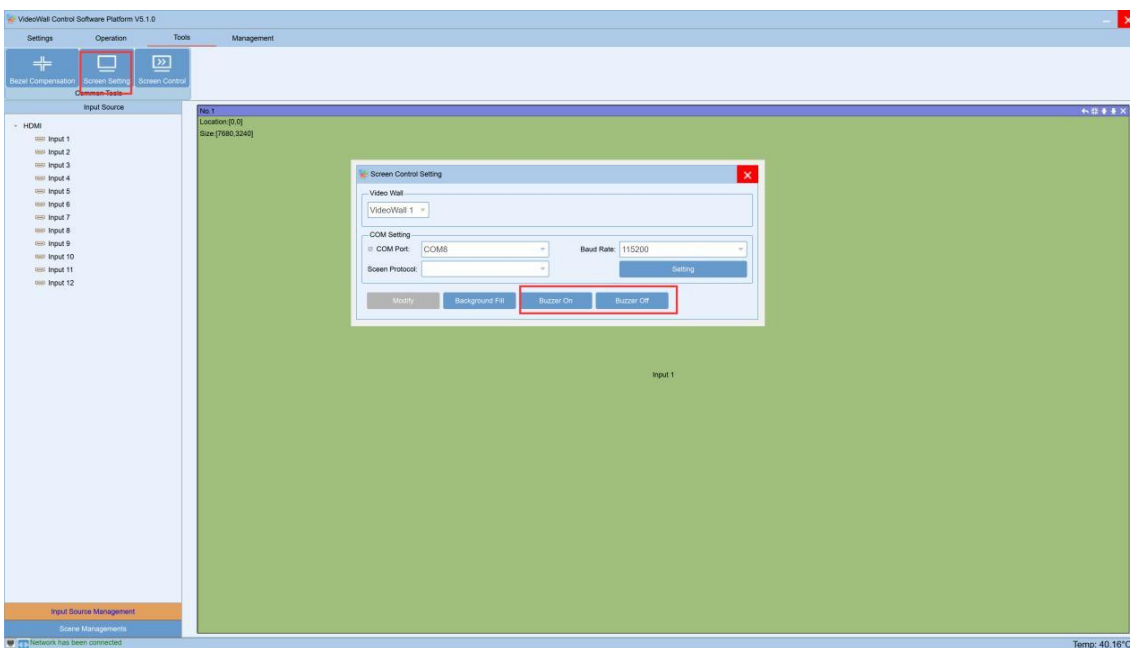 VideoWall Control Software Platform V5.1.0
Settings Operation Tools Management
Bezel Compensation Screen Setting Screen Control
Common Tools
Input Source
HDMI
Input 1
Input 2
Input 3
Input 4
Input 5
Input 6
Input 7
Input 8
Input 9
Input 10
Input 11
Input 12
No.1
Location:[0,0]
Size:[7680,3240]
Screen Control Setting
Video Wall
VideoWall 1
COM Setting
COM Port: COM8 Baud Rate: 115200
Sceen Protocol: Setting
Modify Background Fill Buzzer On Buzzer Off
Input 1
Input Source Management
Scene Managements
Network has been connected
Temp: 40.16°C